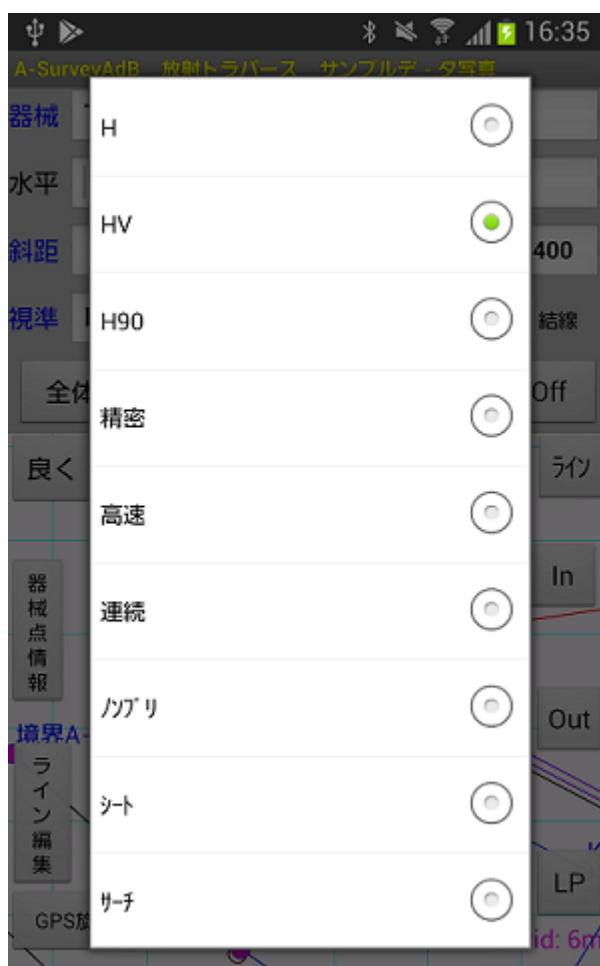 16:35
A-SurveyAdB 放射トラバース サンプルデ-タ写真
器械
H
水平
HV
斜距
400
視準
H90
結線
全体
精密
Off
良く
高速
ライン
器械点情報
連続
In
ﾉﾝﾌﾟﾘ
Out
境界A-
ライン編集
ｼｰﾄ
LP
ｻｰﾁ
GPS放
id: 6m